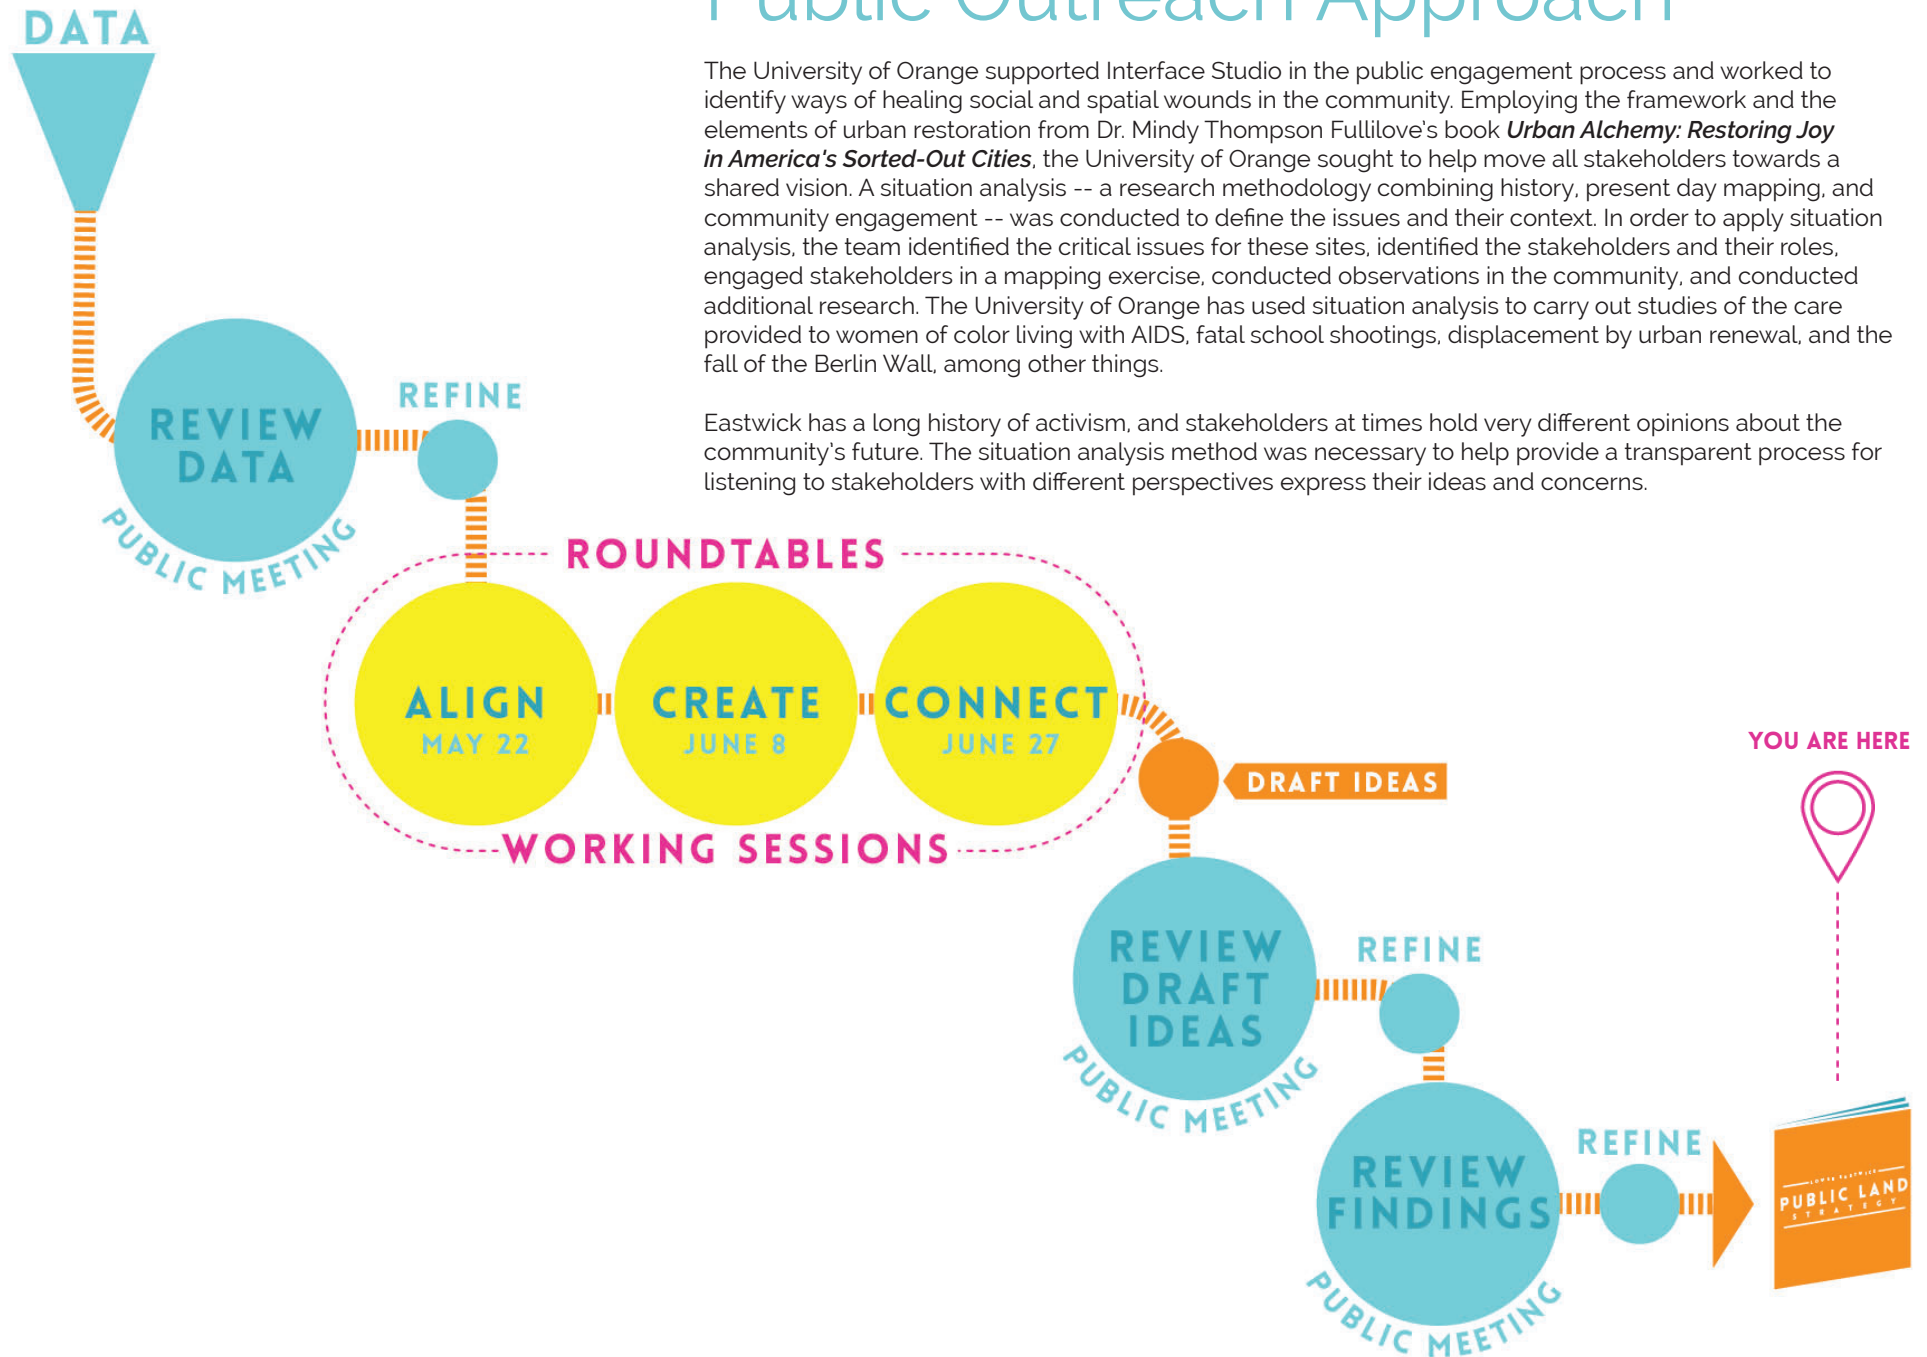 Public Outreach Approach
The University of Orange supported Interface Studio in the public engagement process and worked to
identify ways of healing social and spatial wounds in the community. Employing the framework and the
elements of urban restoration from Dr. Mindy Thompson Fullilove's book Urban Alchemy: Restoring Joy
in America's Sorted-Out Cities, the University of Orange sought to help move all stakeholders towards a
shared vision. A situation analysis -- a research methodology combining history, present day mapping, and
community engagement -- was conducted to define the issues and their context. In order to apply situation
analysis, the team identified the critical issues for these sites, identified the stakeholders and their roles,
engaged stakeholders in a mapping exercise, conducted observations in the community, and conducted
additional research. The University of Orange has used situation analysis to carry out studies of the care
provided to women of color living with AIDS, fatal school shootings, displacement by urban renewal, and the
fall of the Berlin Wall, among other things.
Eastwick has a long history of activism, and stakeholders at times hold very different opinions about the
community's future. The situation analysis method was necessary to help provide a transparent process for
listening to stakeholders with different perspectives express their ideas and concerns.
DATA
REVIEW
DATA
PUBLIC MEETING
REFINE
ROUNDTABLES
ALIGN
MAY 22
CREATE
JUNE 8
CONNECT
JUNE 27
WORKING SESSIONS
DRAFT IDEAS
REVIEW
DRAFT
IDEAS
PUBLIC MEETING
REFINE
REVIEW
FINDINGS
PUBLIC MEETING
REFINE
YOU ARE HERE
LOWER EASTWICK
PUBLIC LAND
STRATEGY